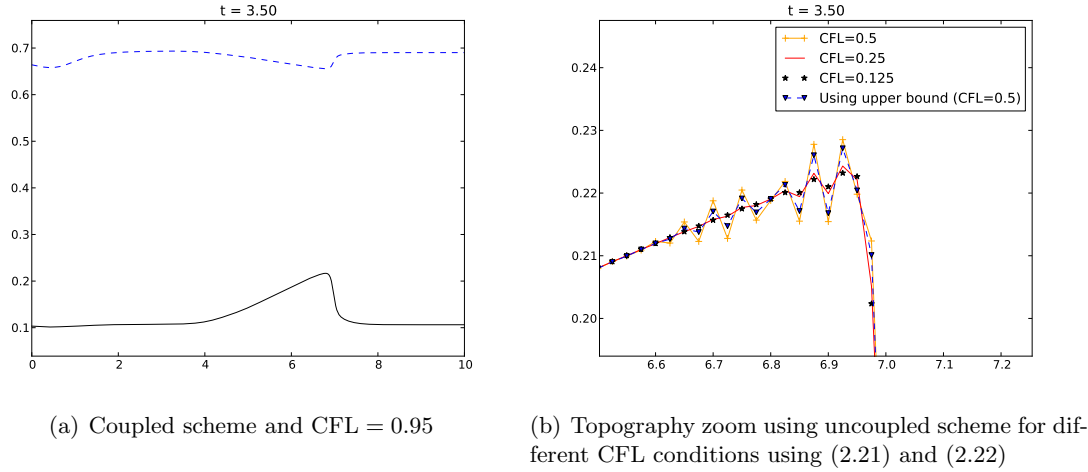 t = 3.50
0.7
0.6
0.5
0.4
0.3
0.2
0.1
0 2 4 6 8 10
(a) Coupled scheme and CFL = 0.95
t = 3.50
CFL=0.5
CFL=0.25
CFL=0.125
Using upper bound (CFL=0.5)
0.24
0.23
0.22
0.21
0.20
6.6 6.7 6.8 6.9 7.0 7.1 7.2
(b) Topography zoom using uncoupled scheme for dif-
ferent CFL conditions using (2.21) and (2.22)